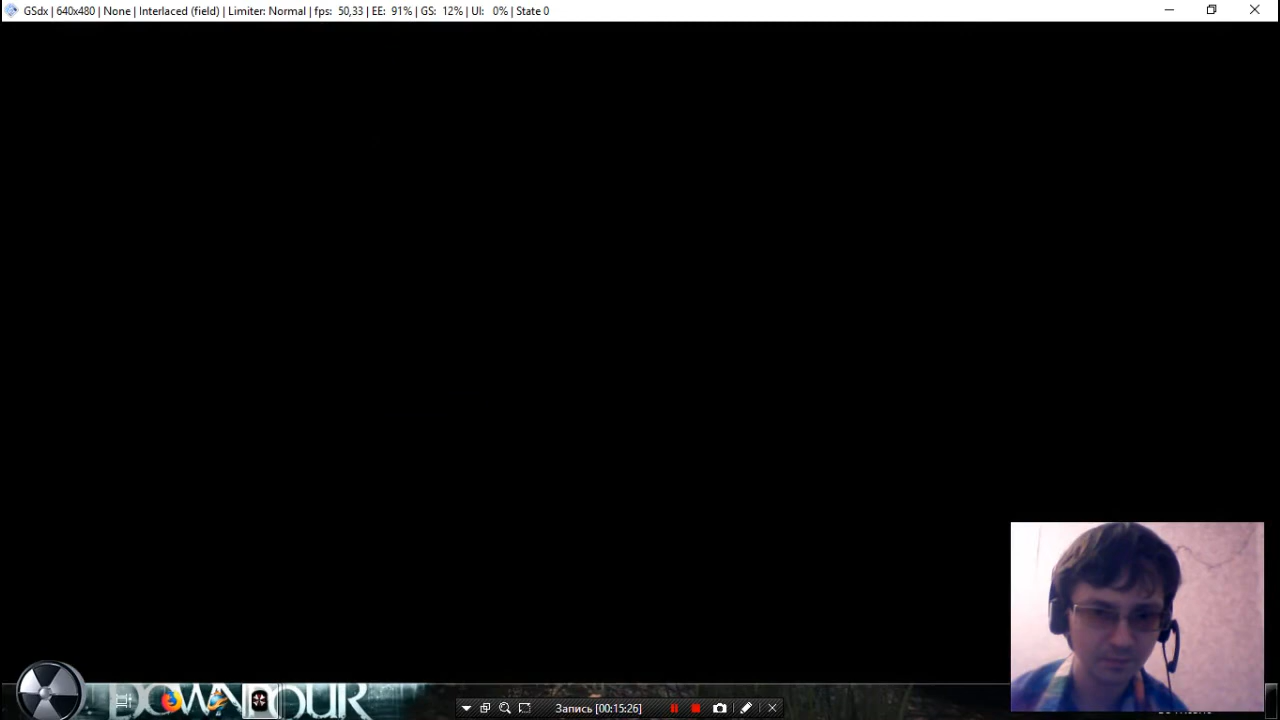 GSdx | 640x480 | None | Interlaced (field) | Limiter: Normal | fps: 50,33 | EE: 91% | GS: 12% | UI: 0% | State 0
DOWNPOUR
Запись [00:15:26]